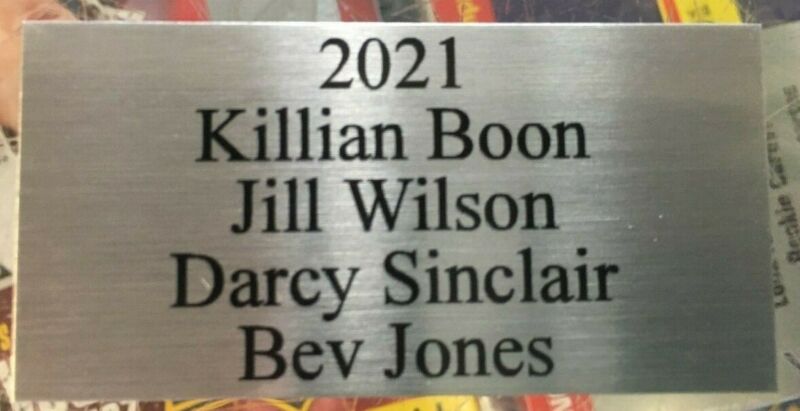 2021
Killian Boon
Jill Wilson
Darcy Sinclair
Bev Jones